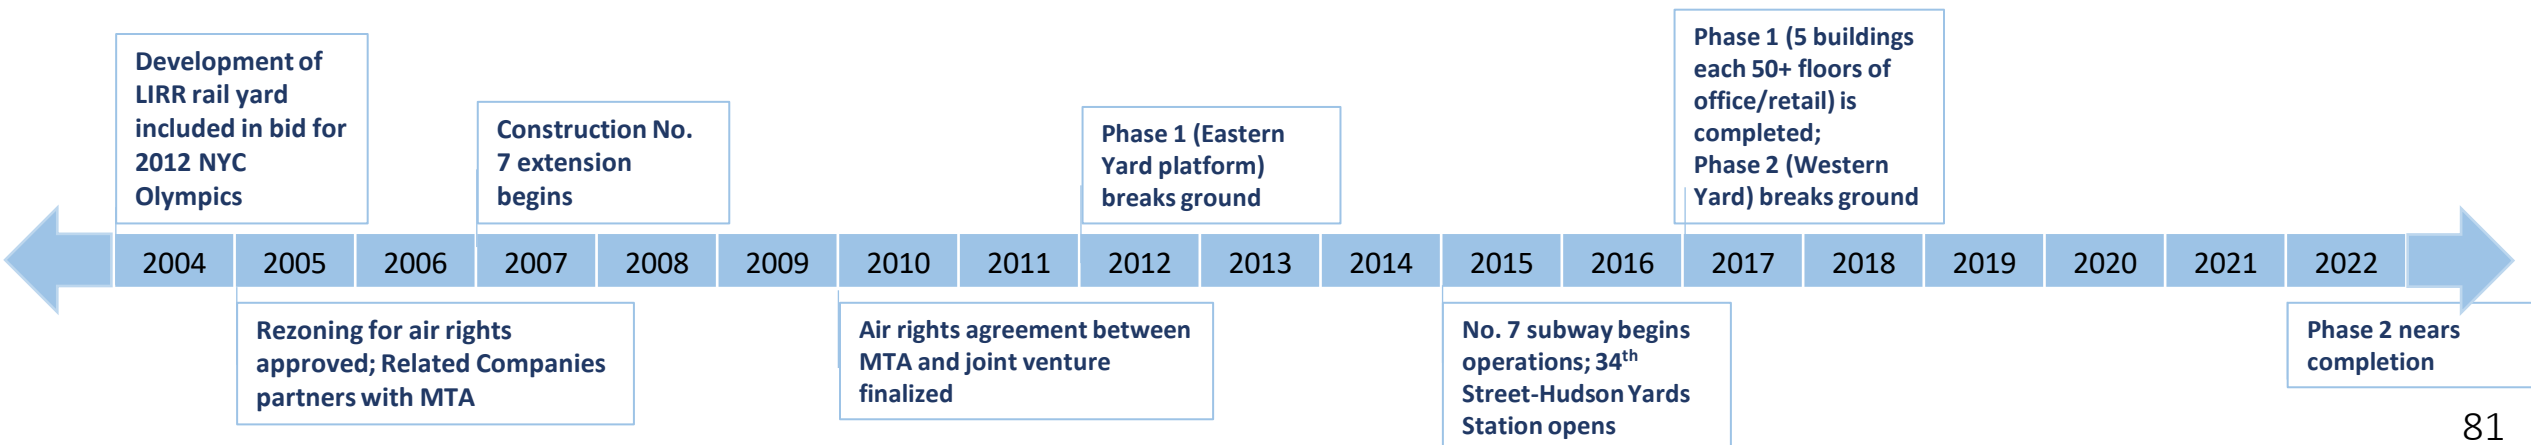 Development of
LIRR rail yard
included in bid for
2012 NYC
Olympics
Construction No.
7 extension
begins
Phase 1 (Eastern
Yard platform)
breaks ground
Phase 1 (5 buildings
each 50+ floors of
office/retail) is
completed;
Phase 2 (Western
Yard) breaks ground
2004 2005 2006 2007 2008 2009 2010 2011 2012 2013 2014 2015 2016 2017 2018 2019 2020 2021 2022
Rezoning for air rights
approved; Related Companies
partners with MTA
Air rights agreement between
MTA and joint venture
finalized
No. 7 subway begins
operations; 34th
Street-Hudson Yards
Station opens
Phase 2 nears
completion
81